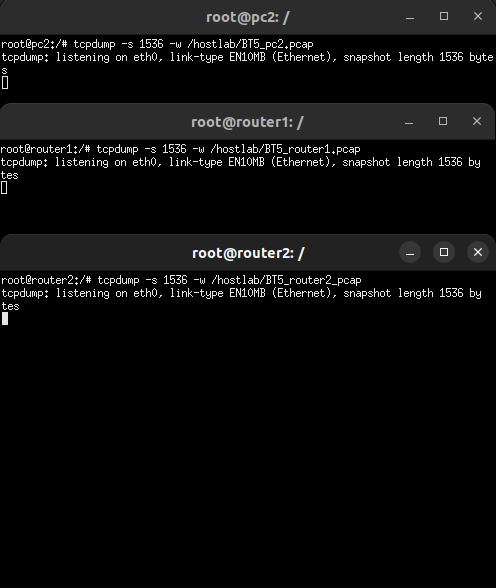 root@pc2: /
root@pc2:/# tcpdump -s 1536 -w /hostlab/BT5_pc2.pcap
tcpdump: listening on eth0, link-type EN10MB (Ethernet), snapshot length 1536 byte
s
root@router1: /
root@router1:/# tcpdump -s 1536 -w /hostlab/BT5_router1.pcap
tcpdump: listening on eth0, link-type EN10MB (Ethernet), snapshot length 1536 by
tes
root@router2: /
root@router2:/# tcpdump -s 1536 -w /hostlab/BT5_router2_pcap
tcpdump: listening on eth0, link-type EN10MB (Ethernet), snapshot length 1536 by
tes